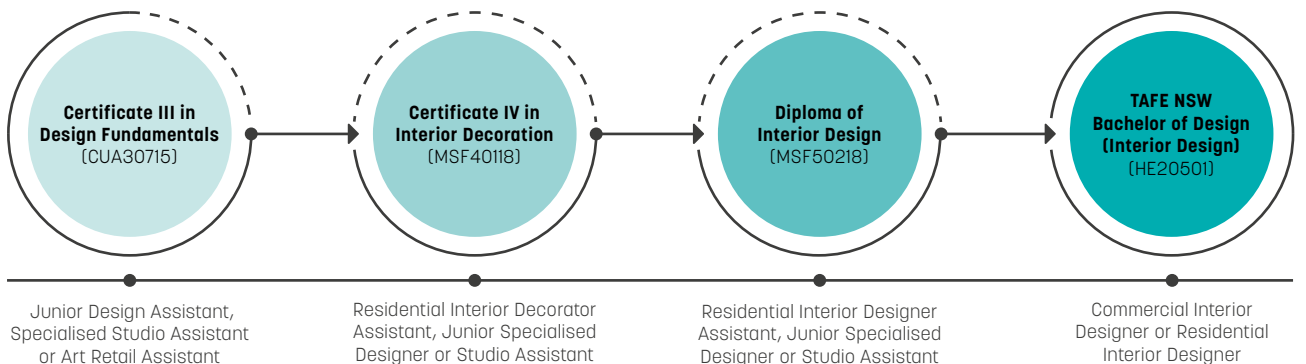 Certificate III in
Design Fundamentals
(CUA30715)
Certificate IV in
Interior Decoration
(MSF40118)
Diploma of
Interior Design
(MSF50218)
TAFE NSW
Bachelor of Design
(Interior Design)
(HE20501)
Junior Design Assistant,
Specialised Studio Assistant
or Art Retail Assistant
Residential Interior Decorator
Assistant, Junior Specialised
Designer or Studio Assistant
Residential Interior Designer
Assistant, Junior Specialised
Designer or Studio Assistant
Commercial Interior
Designer or Residential
Interior Designer